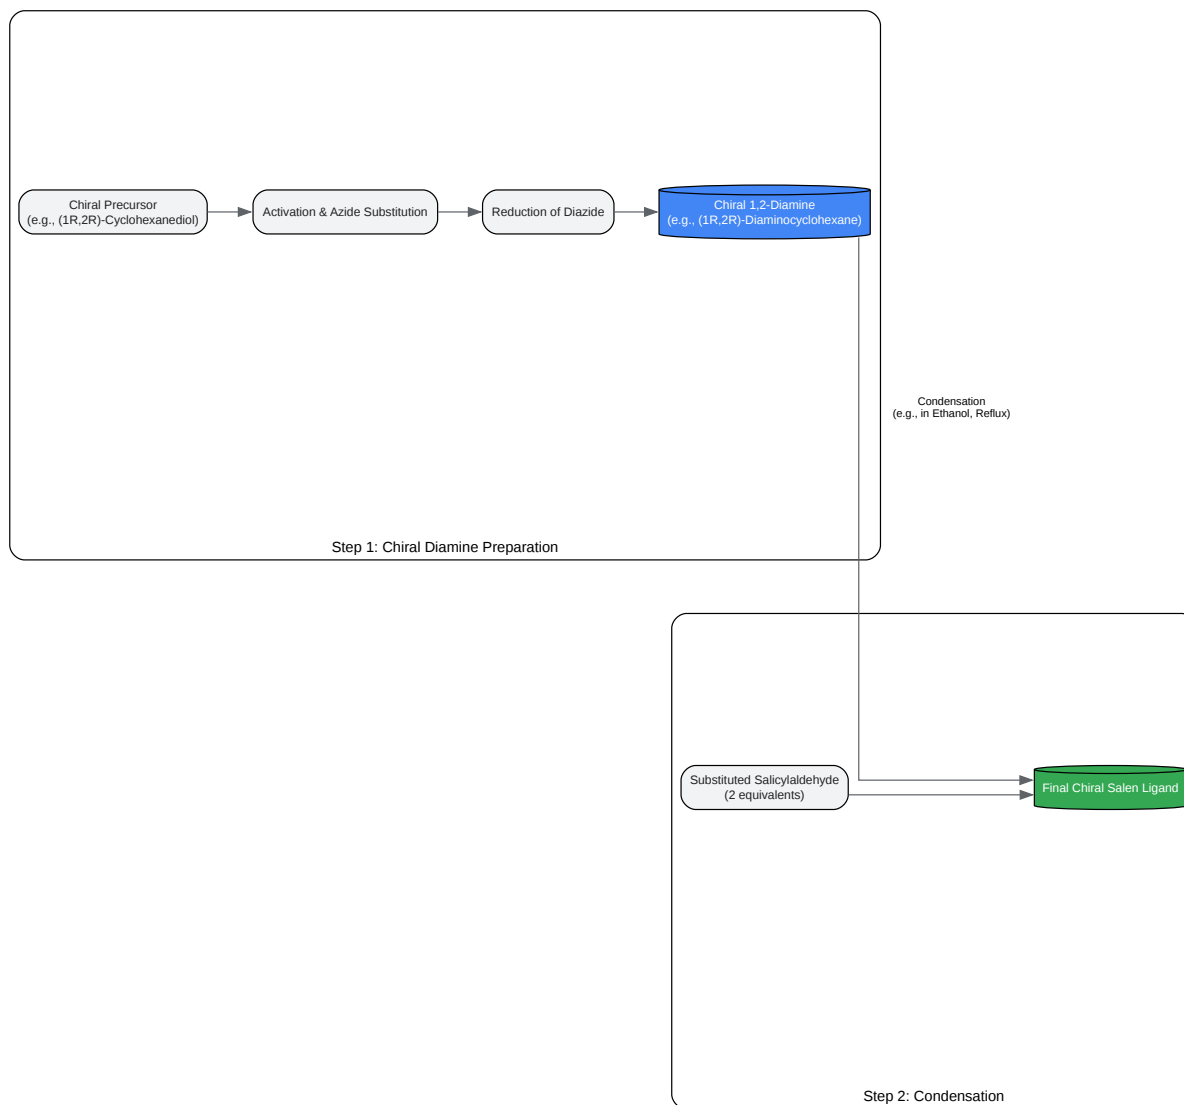 Chiral Precursor
(e.g., (1R,2R)-Cyclohexanediol)
Activation & Azide Substitution
Reduction of Diazide
Chiral 1,2-Diamine
(e.g., (1R,2R)-Diaminocyclohexane)
Condensation
(e.g., in Ethanol, Reflux)
Step 1: Chiral Diamine Preparation
Substituted Salicylaldehyde
(2 equivalents)
Final Chiral Salen Ligand
Step 2: Condensation